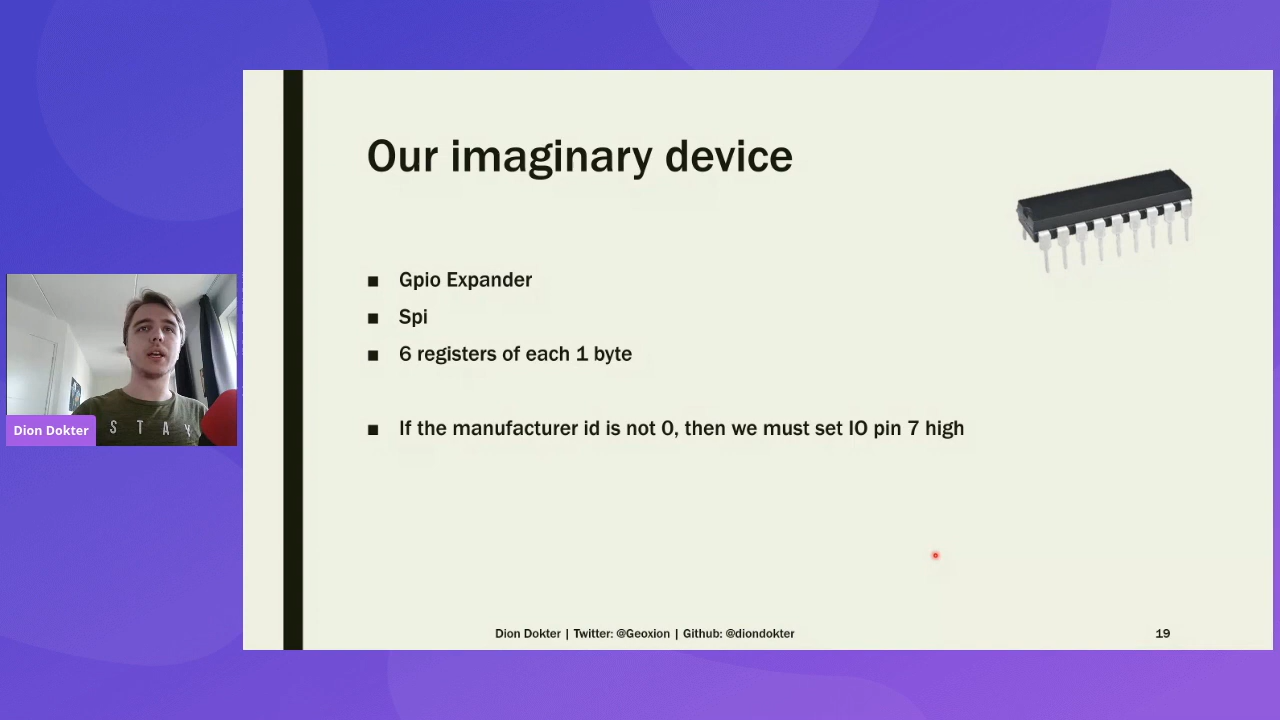 Our imaginary device
■ Gpio Expander
■ Spi
■ 6 registers of each 1 byte
■ If the manufacturer id is not 0, then we must set IO pin 7 high
Dion Dokter
S T A Y
Dion Dokter | Twitter: @Geoxion | Github: @diondokter
19